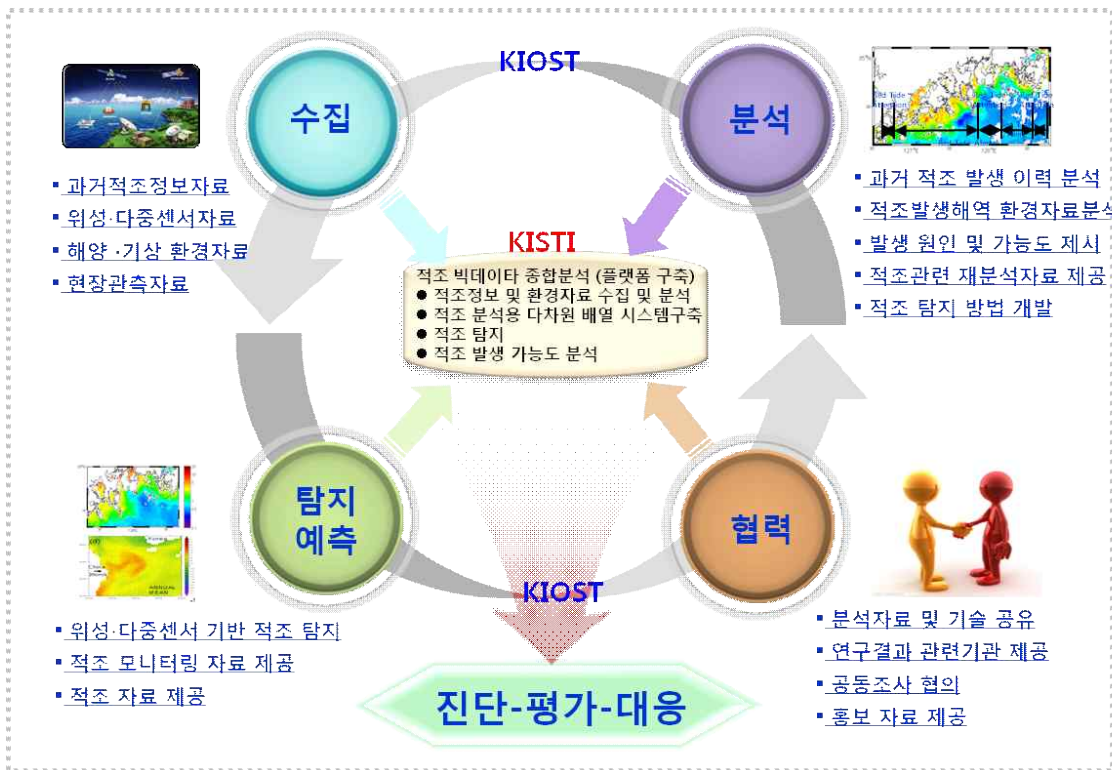 KIOST
수집
분석
과거적조정보자료
위성·다중센서자료
해양·기상 환경자료
현장관측자료
과거 적조 발생 이력 분석
적조발생해역 환경자료분석
발생 원인 및 가능도 제시
적조관련 재분석자료 제공
적조 탐지 방법 개발
KISTI
적조 빅데이타 종합분석 (플랫폼 구축)
적조정보 및 환경자료 수집 및 분석
적조 분석용 다차원 배열 시스템구축
적조 탐지
적조 발생 가능도 분석
탐지
예측
협력
KIOST
위성·다중센서 기반 적조 탐지
적조 모니터링 자료 제공
적조 자료 제공
분석자료 및 기술 공유
연구결과 관련기관 제공
공동조사 협의
홍보 자료 제공
진단-평가-대응